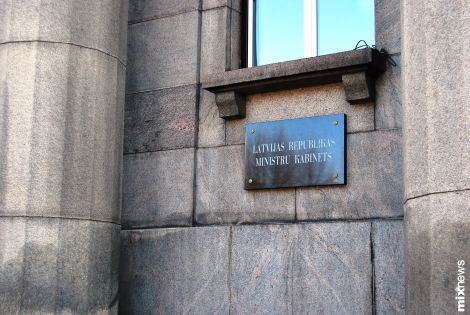 LATVIJAS REPUBLIKAS
MINISTRU KABINETS
mixnews